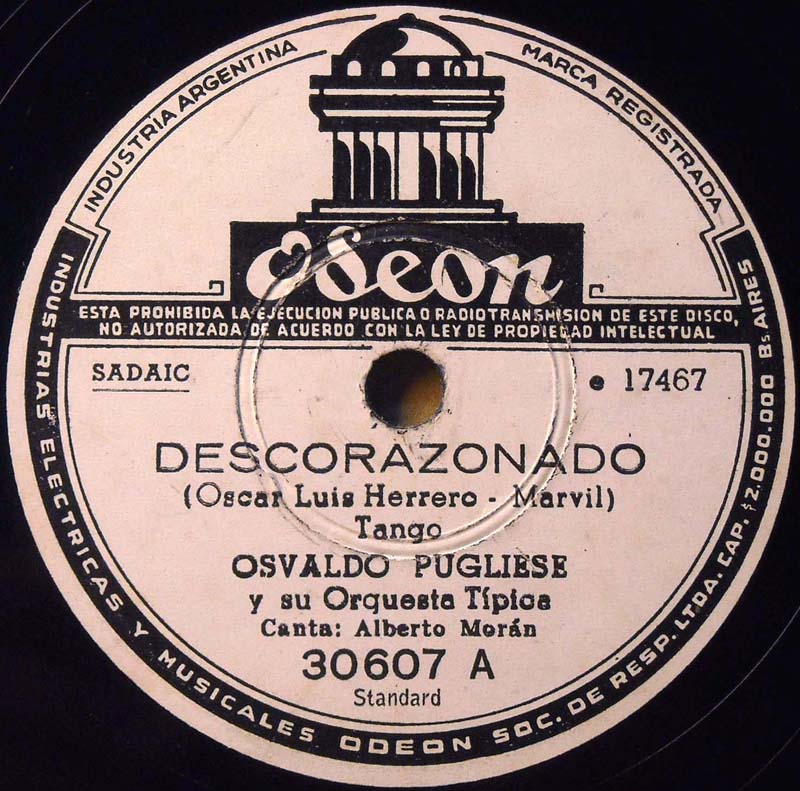 INDUSTRIA ARGENTINA
MARCA REGISTRADA
Odeon
ESTA PROHIBIDA LA EJECUCION PUBLICA O RADIOTRANSMISION DE ESTE DISCO,
NO AUTORIZADA DE ACUERDO CON LA LEY DE PROPIEDAD INTELECTUAL
SADAIC
• 17467
DESCORAZONADO
(Oscar Luis Herrero - Marvil)
Tango
OSVALDO PUGLIESE
y su Orquesta Típica
Canta: Alberto Morán
30607 A
Standard
INDUSTRIAS ELECTRICAS Y MUSICALES ODEON SOC. DE RESP. LTDA. CAP. $2.000.000 Bs AIRES